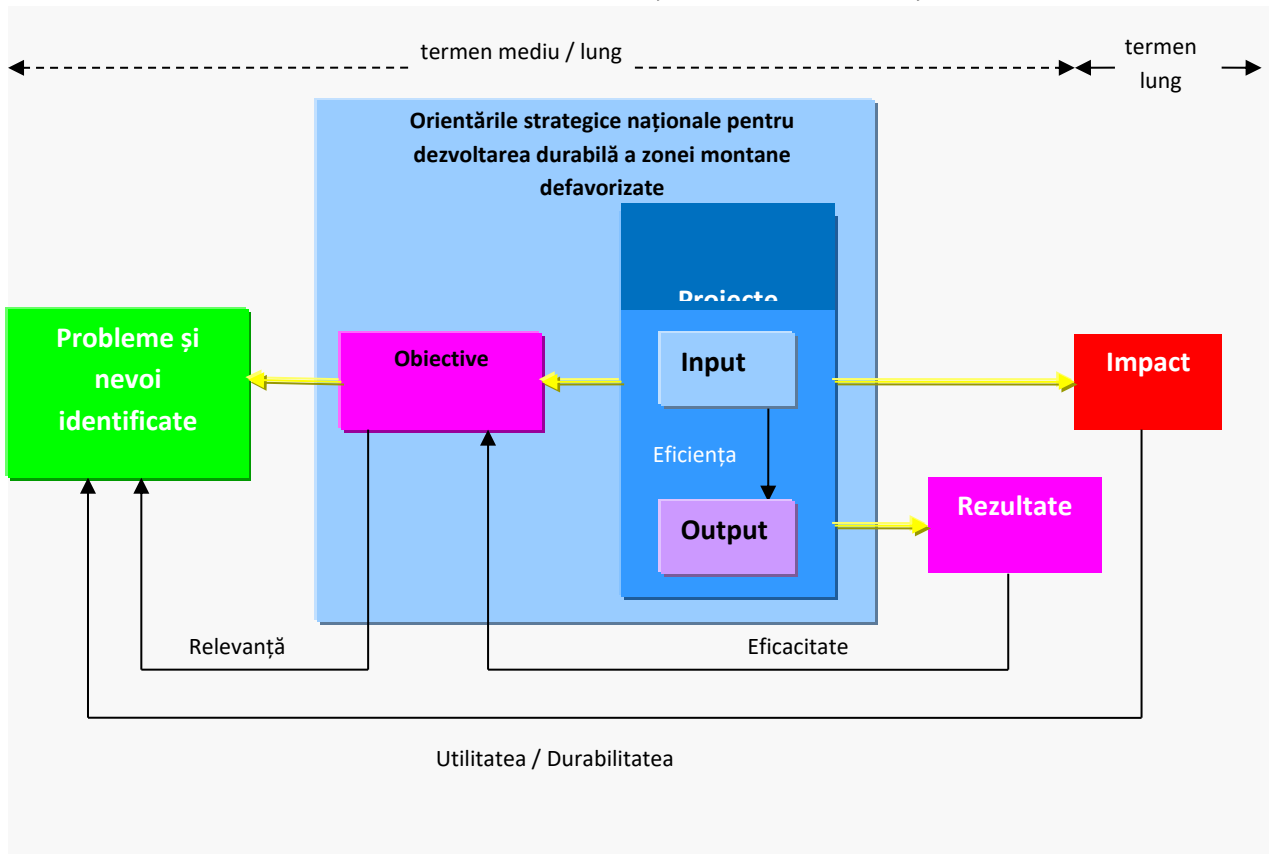 termen mediu / lung
termen
lung
Orientările strategice naționale pentru
dezvoltarea durabilă a zonei montane
defavorizate
Proiecte
Probleme și
nevoi
identificate
Obiective
Input
Impact
Eficiența
Output
Rezultate
Relevanță
Eficacitate
Utilitatea / Durabilitatea